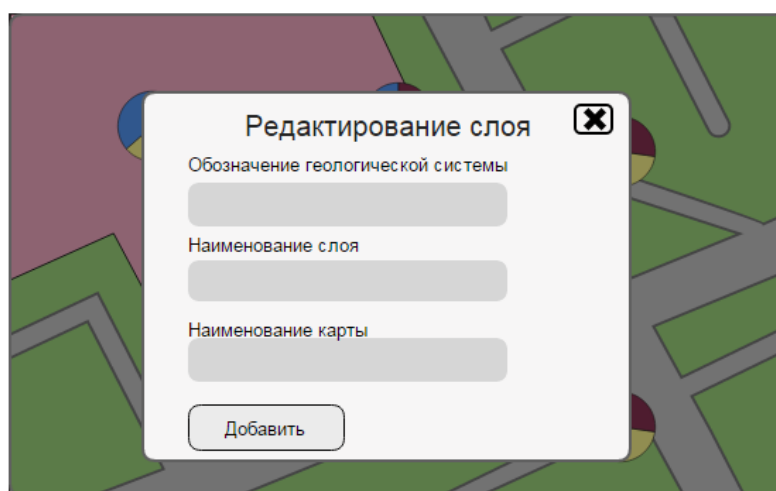 Редактирование слоя
Обозначение геологической системы
Наименование слоя
Наименование карты
Добавить